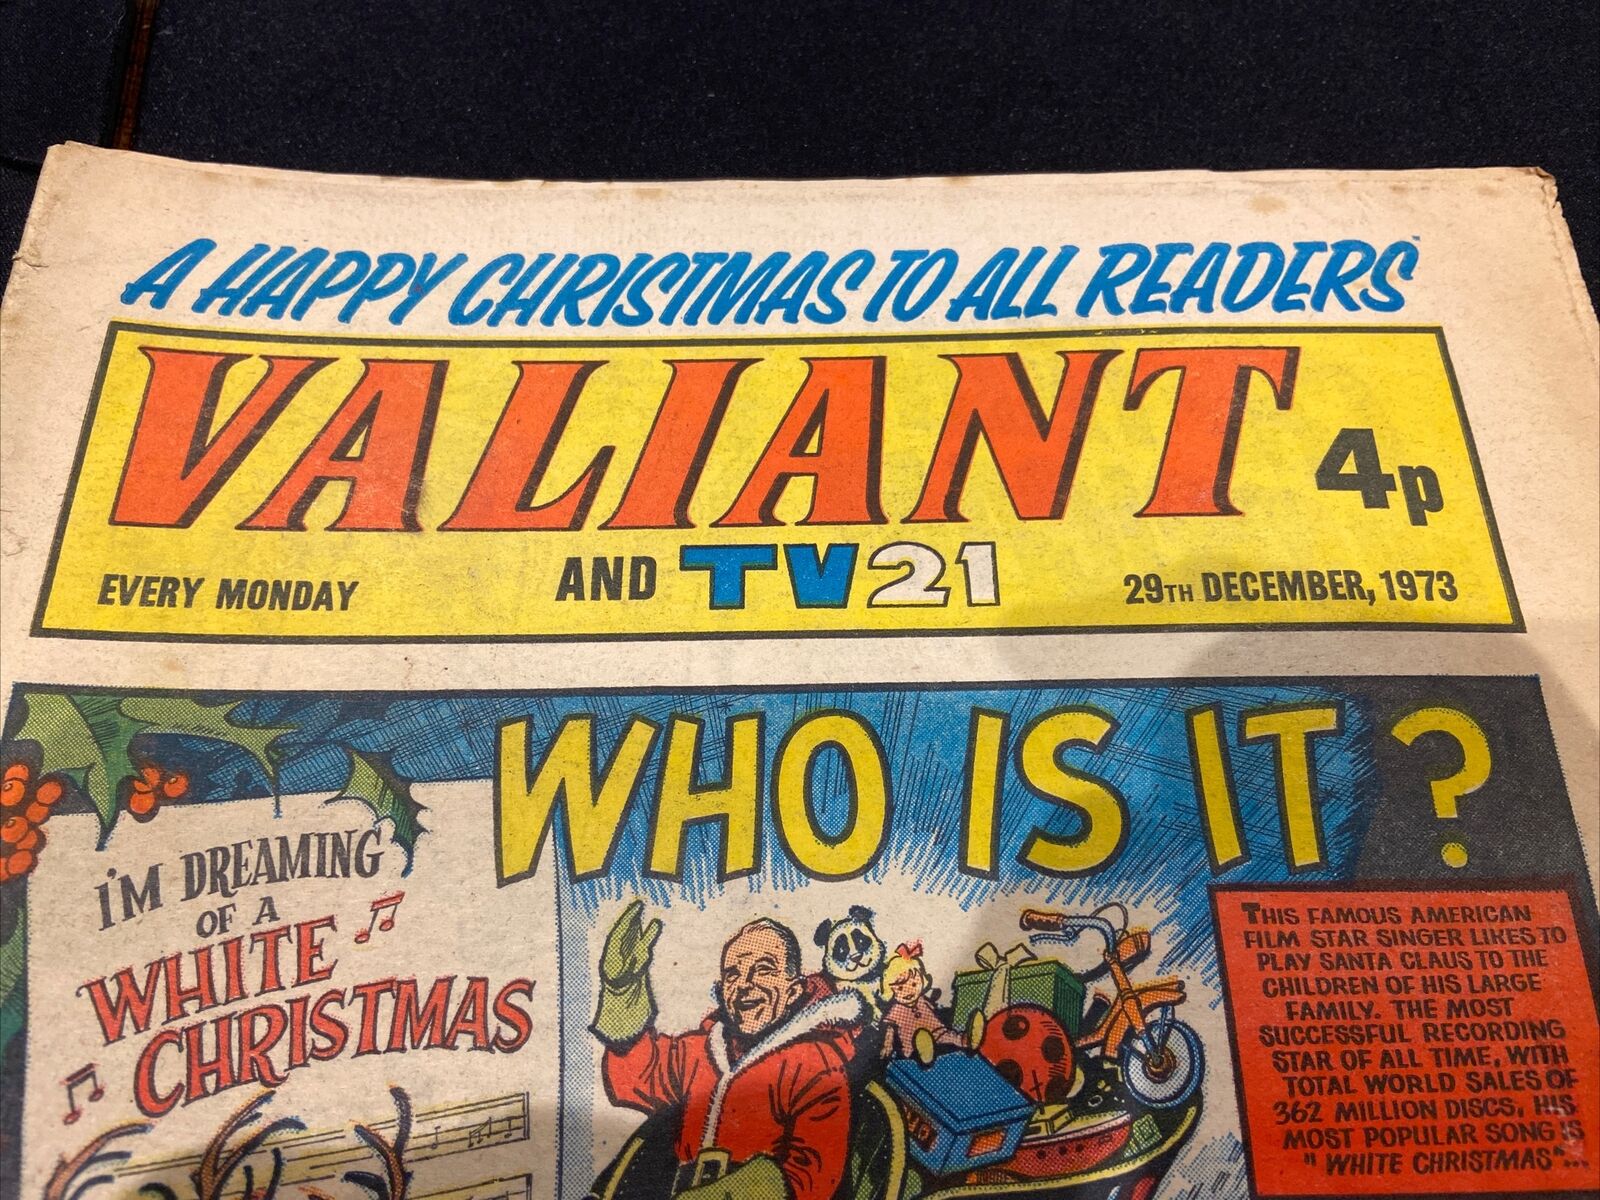 A HAPPY CHRISTMAS TO ALL READERS
VALIANT
4p
EVERY MONDAY
AND TV21
29TH DECEMBER, 1973
WHO IS IT?
I'M DREAMING
OF A
WHITE
CHRISTMAS
THIS FAMOUS AMERICAN
FILM STAR SINGER LIKES TO
PLAY SANTA CLAUS TO THE
CHILDREN OF HIS LARGE
FAMILY. THE MOST
SUCCESSFUL RECORDING
STAR OF ALL TIME, WITH
TOTAL WORLD SALES OF
362 MILLION DISCS, HIS
MOST POPULAR SONG IS
"WHITE CHRISTMAS"...